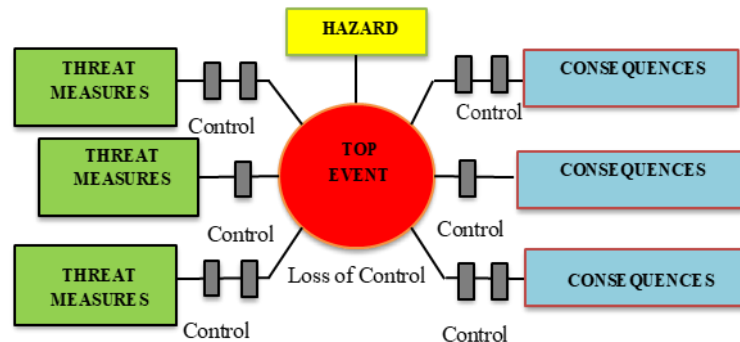 HAZARD
THREAT
MEASURES
Control
CONSEQUENCES
Control
THREAT
MEASURES
Control
TOP
EVENT
CONSEQUENCES
Control
THREAT
MEASURES
Control
Loss of Control
CONSEQUENCES
Control